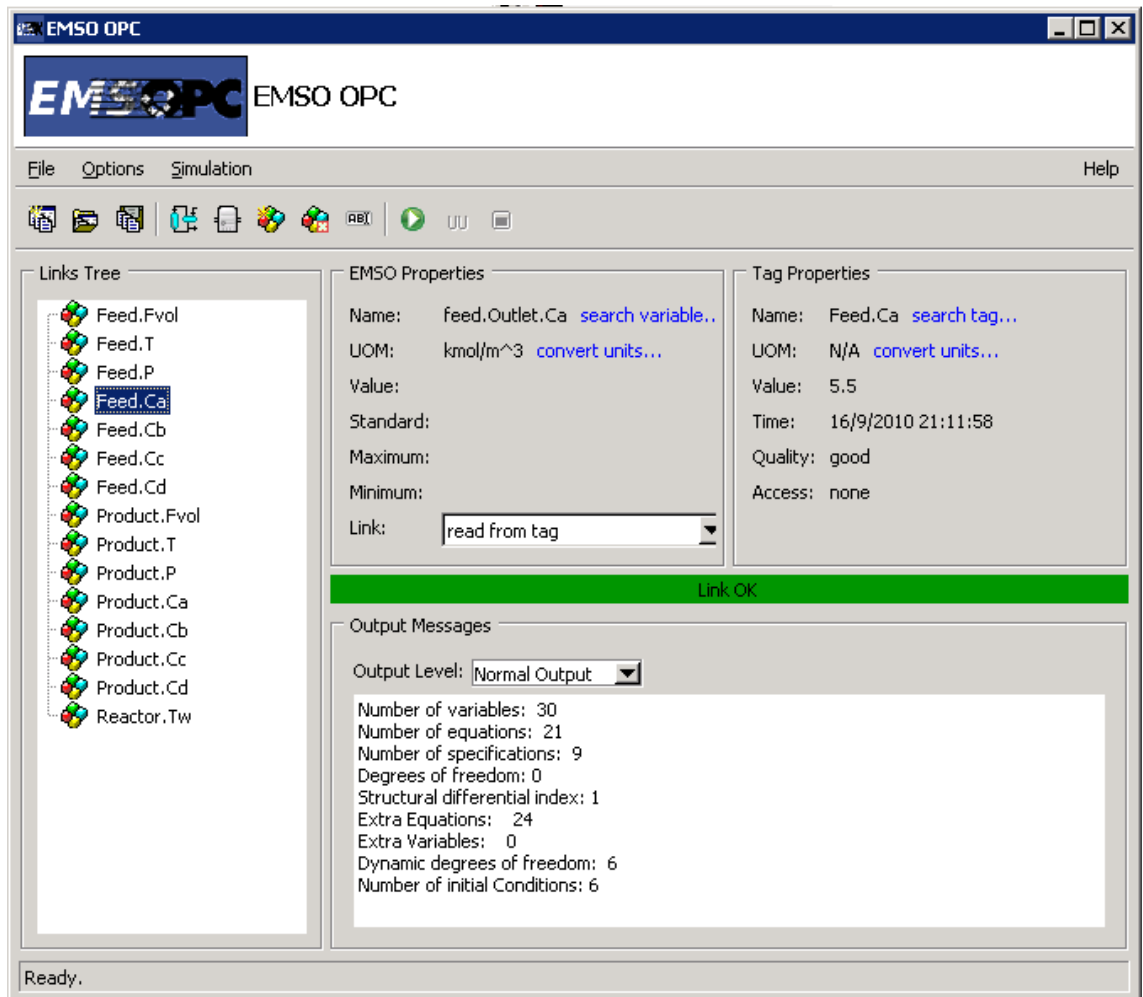 EMSO OPC
EMSOPC EMSO OPC
File Options Simulation Help
ABI
Links Tree
Feed.Fvol
Feed.T
Feed.P
Feed.Ca
Feed.Cb
Feed.Cc
Feed.Cd
Product.Fvol
Product.T
Product.P
Product.Ca
Product.Cb
Product.Cc
Product.Cd
Reactor.Tw
EMSO Properties
Name: feed.Outlet.Ca search variable..
UOM: kmol/m^3 convert units...
Value:
Standard:
Maximum:
Minimum:
Link: read from tag
Tag Properties
Name: Feed.Ca search tag...
UOM: N/A convert units...
Value: 5.5
Time: 16/9/2010 21:11:58
Quality: good
Access: none
Link OK
Output Messages
Output Level: Normal Output
Number of variables: 30
Number of equations: 21
Number of specifications: 9
Degrees of freedom: 0
Structural differential index: 1
Extra Equations: 24
Extra Variables: 0
Dynamic degrees of freedom: 6
Number of initial Conditions: 6
Ready.